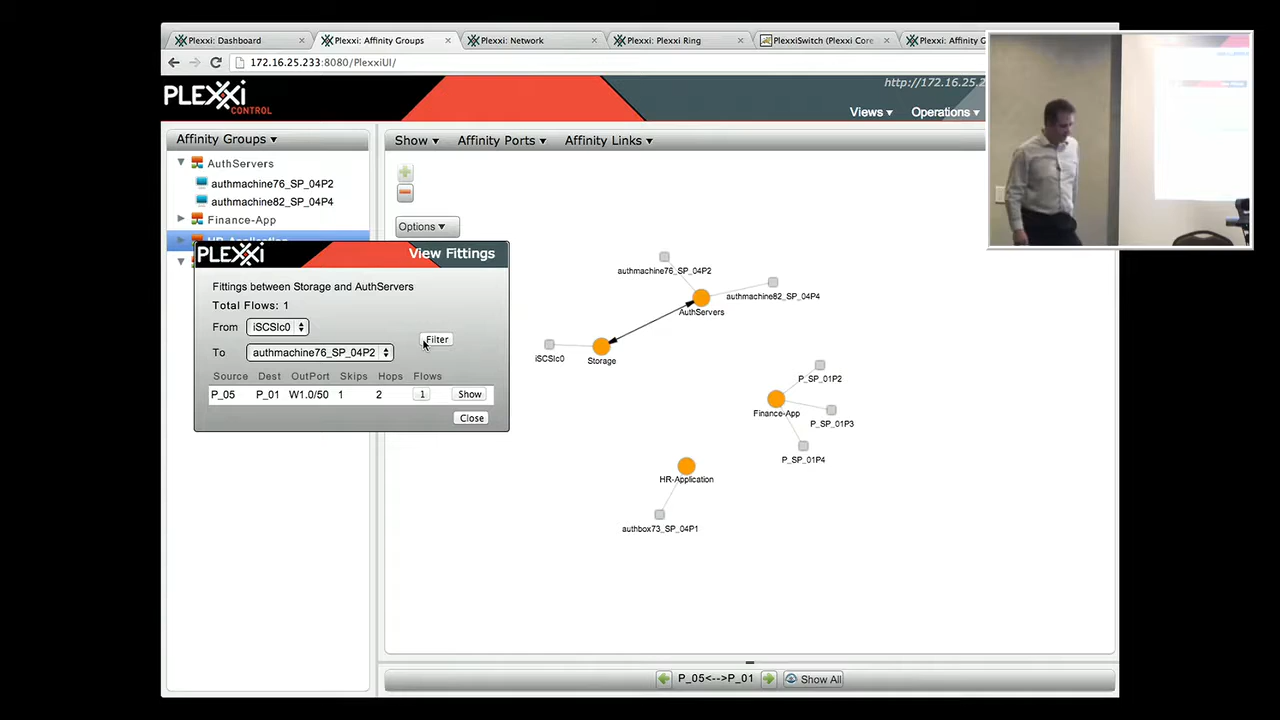 Plexxi: Dashboard
Plexxi: Affinity Groups
Plexxi: Network
Plexxi: Plexxi Ring
PlexxiSwitch (Plexxi Core
Plexxi: Affinity G
172.16.25.233:8080/PlexxiUI/
PLEXXI CONTROL
http://172.16.25.2
Views
Operations
Affinity Groups
Show
Affinity Ports
Affinity Links
AuthServers
authmachine76_SP_04P2
authmachine82_SP_04P4
Finance-App
HR-Application
Options
PLEXXI
View Fittings
Fittings between Storage and AuthServers
Total Flows: 1
From iSCSIc0
Filter
To authmachine76_SP_04P2
Source Dest OutPort Skips Hops Flows
P_05 P_01 W1.0/50 1 2 1 Show
Close
authmachine76_SP_04P2
authmachine82_SP_04P4
AuthServers
iSCSIc0
Storage
P_SP_01P2
Finance-App
P_SP_01P3
P_SP_01P4
HR-Application
authbox73_SP_04P1
P_05<-->P_01
Show All